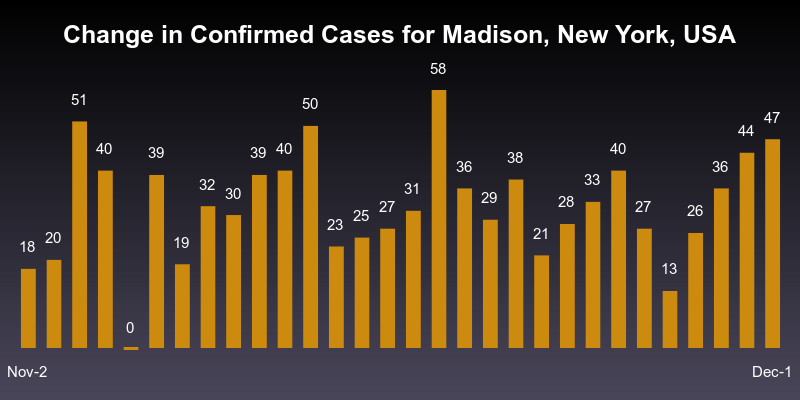 Change in Confirmed Cases for Madison, New York, USA
18 20 51 40 0 39 19 32 30 39 40 50 23 25 27 31 58 36 29 38 21 28 33 40 27 13 26 36 44 47
Nov-2 Dec-1